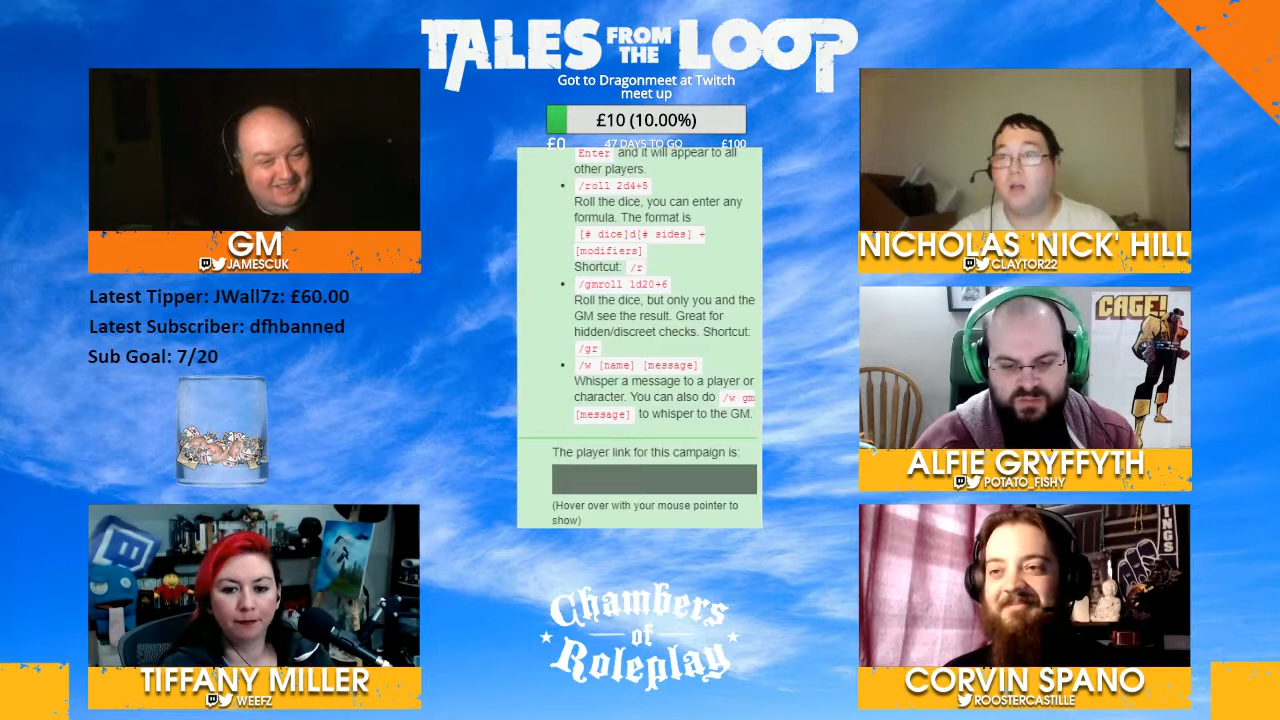 TALES FROM THE LOOP
Got to Dragonmeet at Twitch
meet up
£10 (10.00%)
£0 47 DAYS TO GO £100
Enter and it will appear to all
other players.
/roll 2d4+5
Roll the dice, you can enter any
formula. The format is
[# dice]d[# sides] +
[modifiers]
Shortcut: /r
/gmroll 1d20+6
Roll the dice, but only you and the
GM see the result. Great for
hidden/discreet checks. Shortcut:
/gr
/w [name] [message]
Whisper a message to a player or
character. You can also do /w gm
[message] to whisper to the GM.
The player link for this campaign is:
(Hover over with your mouse pointer to
show)
Chambers
of
Roleplay
GM
JAMESCUK
Latest Tipper: JWall7z: £60.00
Latest Subscriber: dfhbanned
Sub Goal: 7/20
TIFFANY MILLER
WEEFZ
NICHOLAS 'NICK' HILL
CLAYTOR22
CAGE!
ALFIE GRYFFYTH
POTATO_FISHY
INGS
CORVIN SPANO
ROOSTERCASTILLE